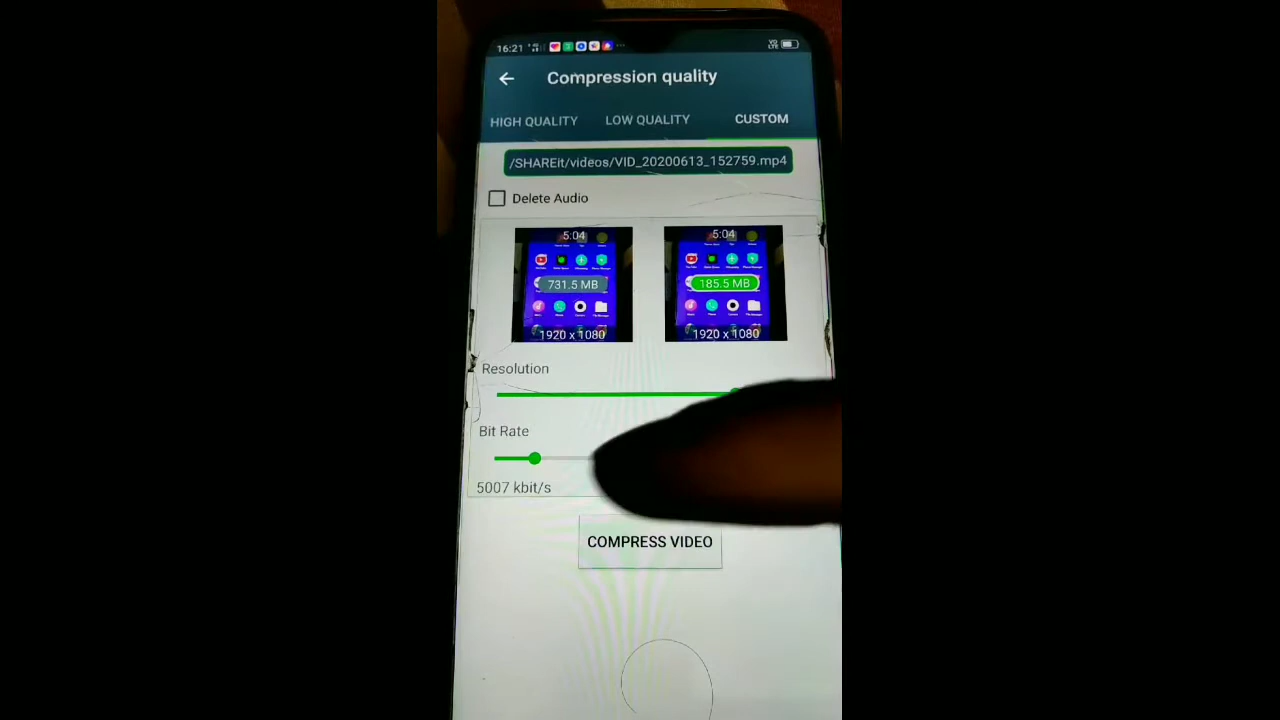 16:21
Compression quality
HIGH QUALITY LOW QUALITY CUSTOM
/SHAREit/videos/VID_20200613_152759.mp4
Delete Audio
5:04 5:04
731.5 MB 185.5 MB
1920 x 1080 1920 x 1080
Resolution
Bit Rate
5007 kbit/s
COMPRESS VIDEO